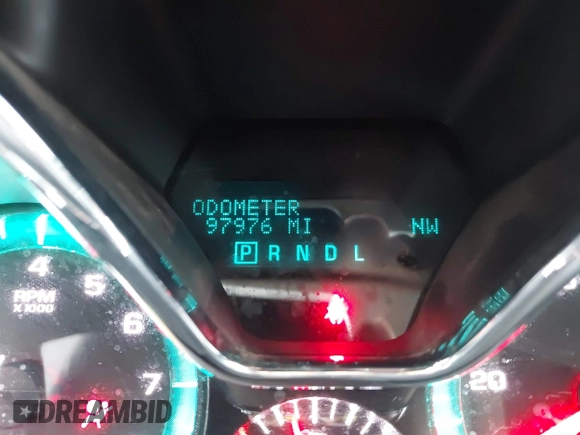 ODOMETER
97976 MI NW
P R N D L
4 5 6 7
RPM
X1000
20
DREAMBID